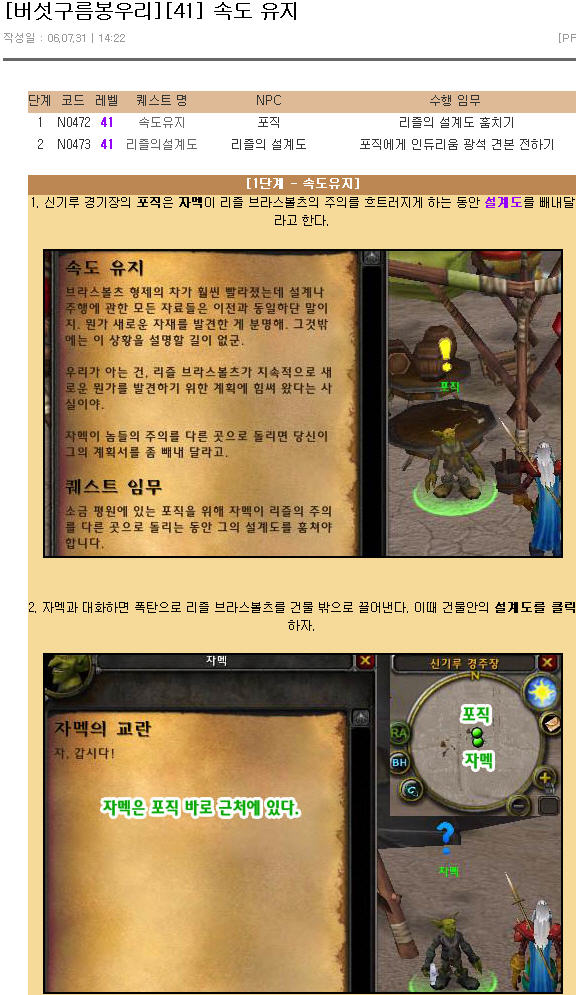 [버섯구름봉우리][41] 속도 유지
작성일 : 06.07.31 | 14:22
[PF
단계 코드 레벨 퀘스트 명 NPC 수행 임무
1 N0472 41 속도유지 포직 리즐의 설계도 훔치기
2 N0473 41 리즐의설계도 리즐의 설계도 포직에게 인듀리움 광석 견본 전하기
[1단계 - 속도유지]
1. 신기루 경기장의 포직은 자멕이 리즐 브라스볼츠의 주의를 흐트러지게 하는 동안 설계도를 빼내달
라고 한다.
속도 유지
브라스볼츠 형제의 차가 훨씬 빨라졌는데 설계나
주행에 관한 모든 자료들은 이전과 동일하단 말이
지. 뭔가 새로운 자재를 발견한 게 분명해. 그것밖
에는 이 상황을 설명할 길이 없군.
우리가 아는 건, 리즐 브라스볼츠가 지속적으로 새
로운 뭔가를 발견하기 위한 계획에 힘써 왔다는 사
실이야.
자멕이 놈들의 주의를 다른 곳으로 돌리면 당신이
그의 계획서를 좀 빼내 달라고.
퀘스트 임무
소금 평원에 있는 포직을 위해 자멕이 리즐의 주의
를 다른 곳으로 돌리는 동안 그의 설계도를 훔쳐야
합니다.
포직
2. 자멕과 대화하면 폭탄으로 리즐 브라스볼츠를 건물 밖으로 끌어낸다. 이때 건물안의 설계도를 클릭
하자.
자멕
자멕의 교란
자, 갑시다!
자멕은 포직 바로 근처에 있다.
신기루 경주장
N
포직
자멕
RA
BH
C
자멕